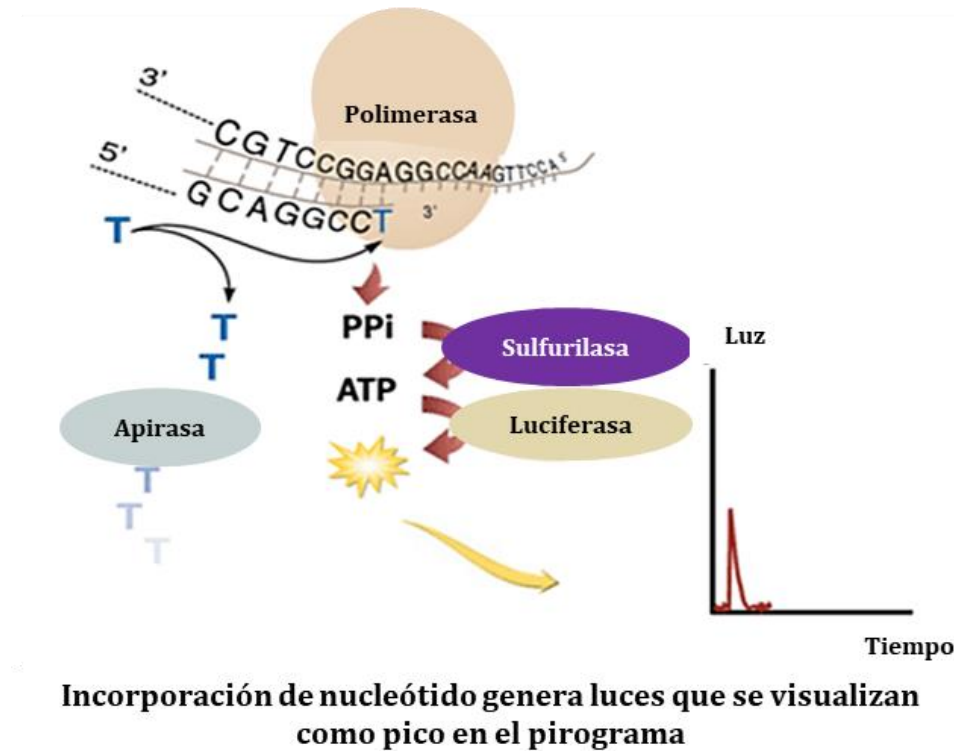 Polimerasa
3'
CGTCCGGAGGCCAAGTTCCA 5'
5'
GCAGGCCT
3'
T
T
T
PPi
Sulfurilasa
Luz
ATP
Apirasa
Luciferasa
T
T
T
Tiempo
Incorporación de nucleótido genera luces que se visualizan
como pico en el pirograma